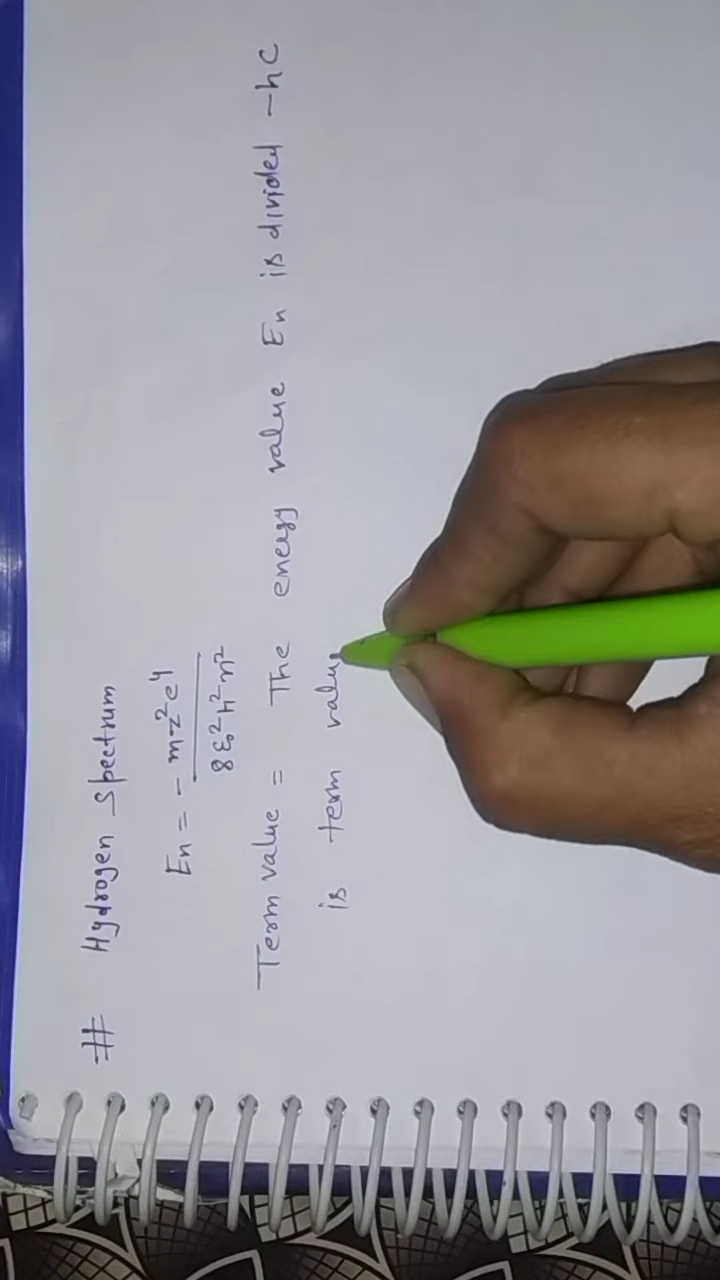 # Hydrogen Spectrum
En = - mz²e⁴
8ε₀²h²n²
Term value = The energy value En is divided -hc
is term valu